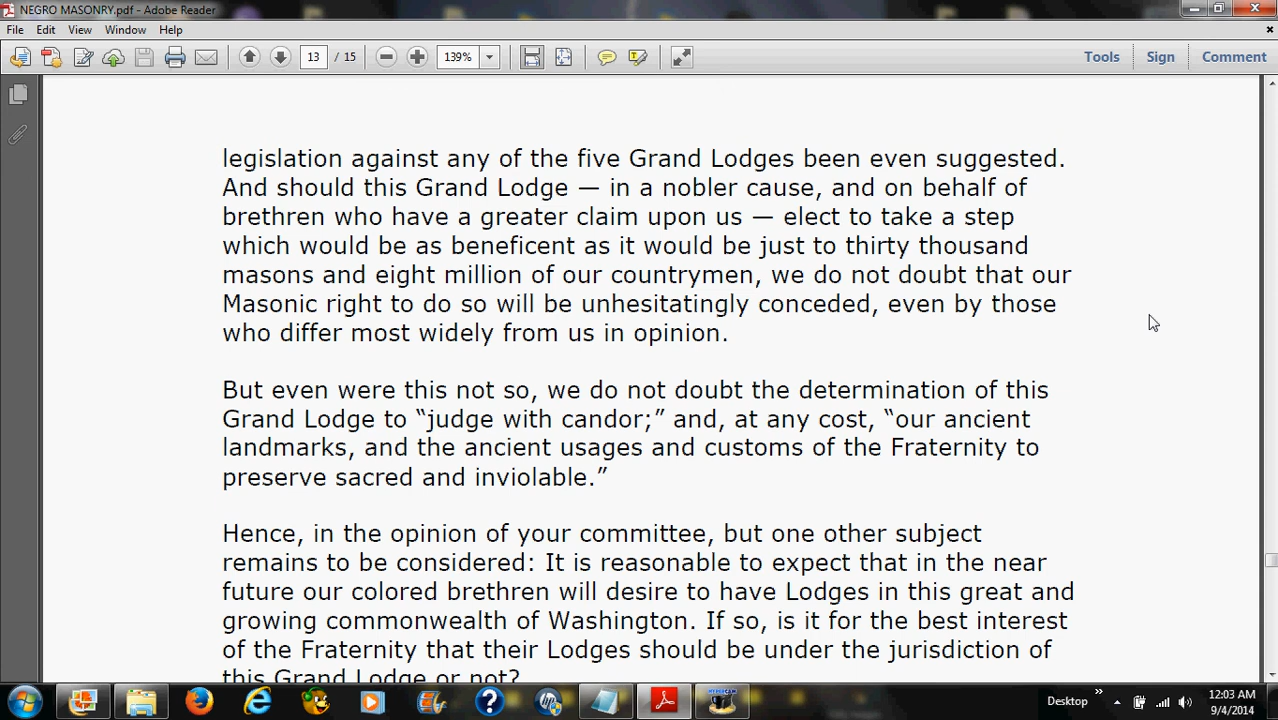 NEGRO MASONRY.pdf - Adobe Reader
File Edit View Window Help
13 / 15 139% Tools Sign Comment
legislation against any of the five Grand Lodges been even suggested.
And should this Grand Lodge — in a nobler cause, and on behalf of
brethren who have a greater claim upon us — elect to take a step
which would be as beneficent as it would be just to thirty thousand
masons and eight million of our countrymen, we do not doubt that our
Masonic right to do so will be unhesitatingly conceded, even by those
who differ most widely from us in opinion.
But even were this not so, we do not doubt the determination of this
Grand Lodge to “judge with candor;” and, at any cost, “our ancient
landmarks, and the ancient usages and customs of the Fraternity to
preserve sacred and inviolable.”
Hence, in the opinion of your committee, but one other subject
remains to be considered: It is reasonable to expect that in the near
future our colored brethren will desire to have Lodges in this great and
growing commonwealth of Washington. If so, is it for the best interest
of the Fraternity that their Lodges should be under the jurisdiction of
this Grand Lodge or not?
Desktop
12:03 AM
9/4/2014